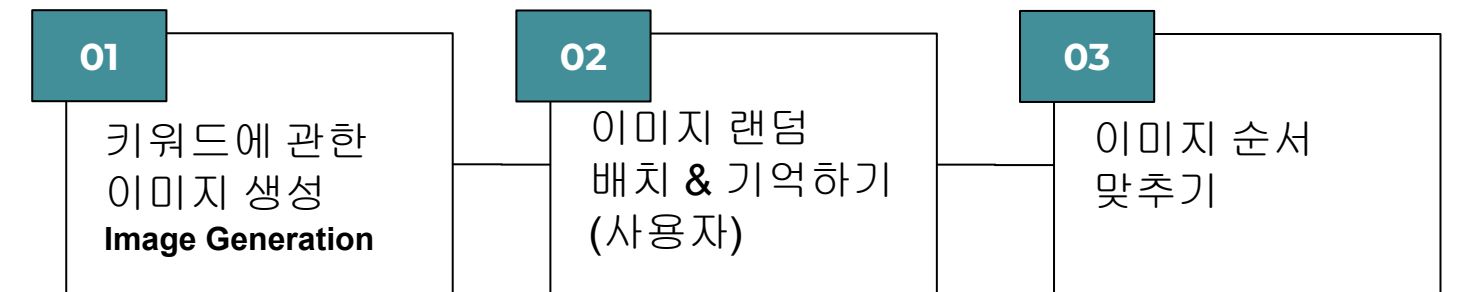 01
키워드에 관한
이미지 생성
Image Generation
02
이미지 랜덤
배치 & 기억하기
(사용자)
03
이미지 순서
맞추기